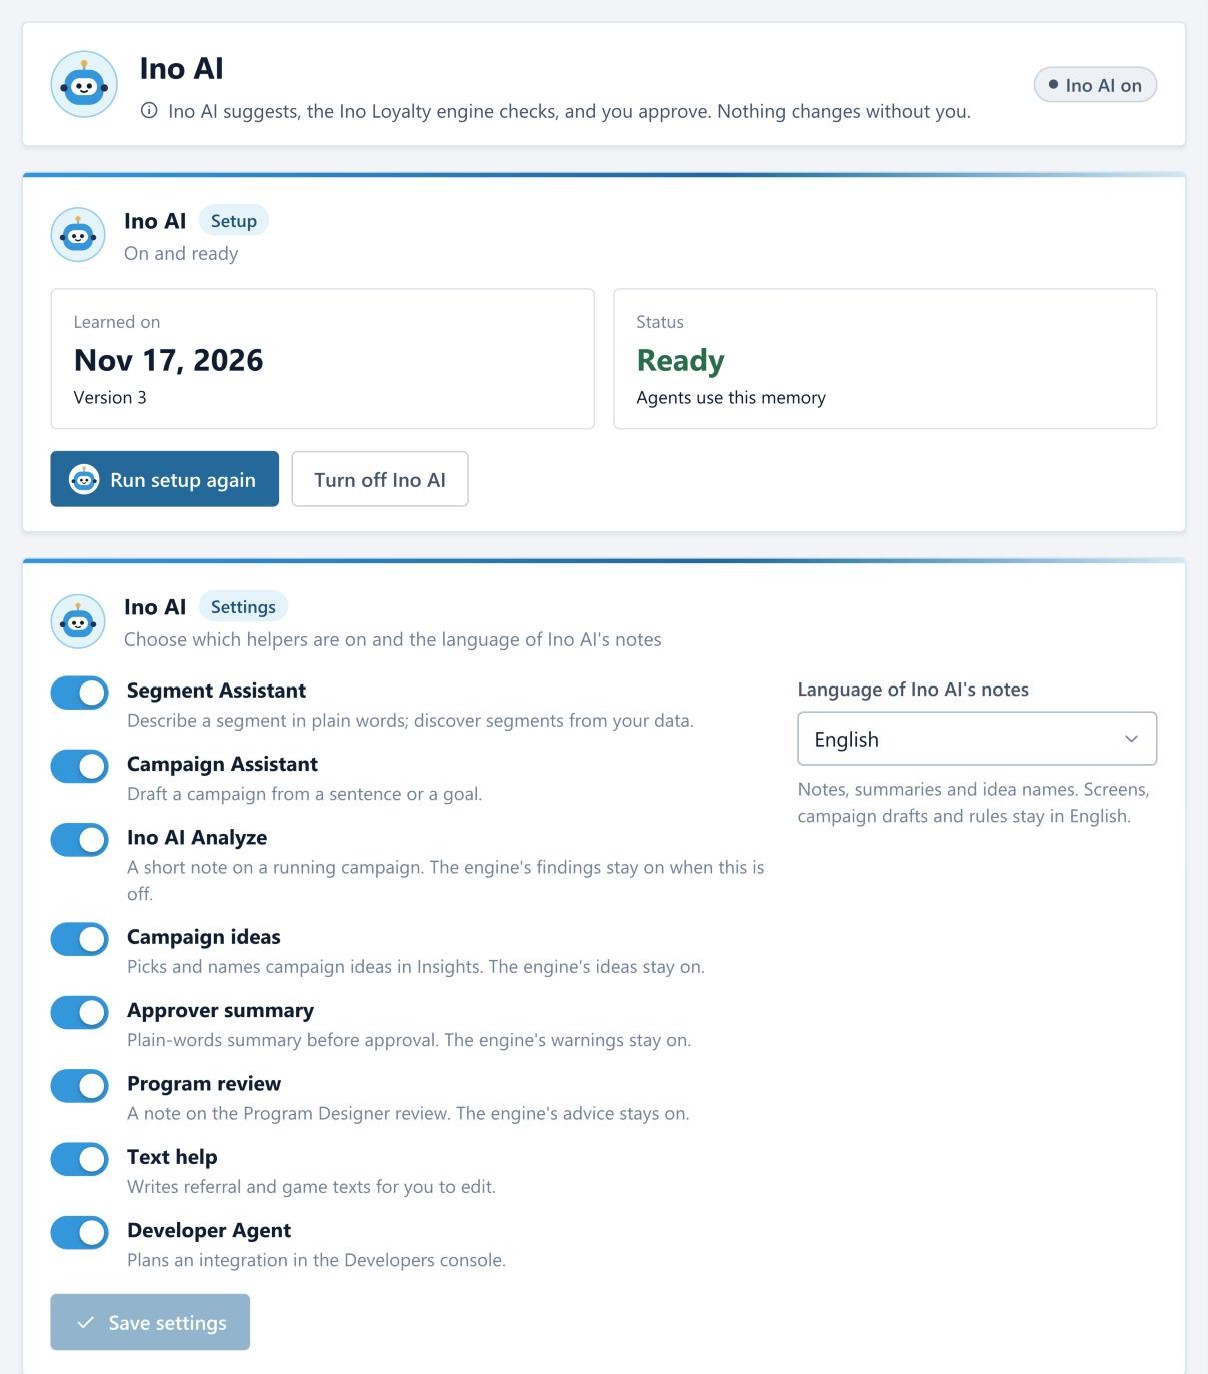 Ino AI
Ino AI suggests, the Ino Loyalty engine checks, and you approve. Nothing changes without you.
Ino AI on
Ino AI
Setup
On and ready
Learned on
Nov 17, 2026
Version 3
Status
Ready
Agents use this memory
Run setup again
Turn off Ino AI
Ino AI
Settings
Choose which helpers are on and the language of Ino AI's notes
Segment Assistant
Describe a segment in plain words; discover segments from your data.
Campaign Assistant
Draft a campaign from a sentence or a goal.
Ino AI Analyze
A short note on a running campaign. The engine's findings stay on when this is
off.
Campaign ideas
Picks and names campaign ideas in Insights. The engine's ideas stay on.
Approver summary
Plain-words summary before approval. The engine's warnings stay on.
Program review
A note on the Program Designer review. The engine's advice stays on.
Text help
Writes referral and game texts for you to edit.
Developer Agent
Plans an integration in the Developers console.
Language of Ino AI's notes
English
Notes, summaries and idea names. Screens,
campaign drafts and rules stay in English.
Save settings